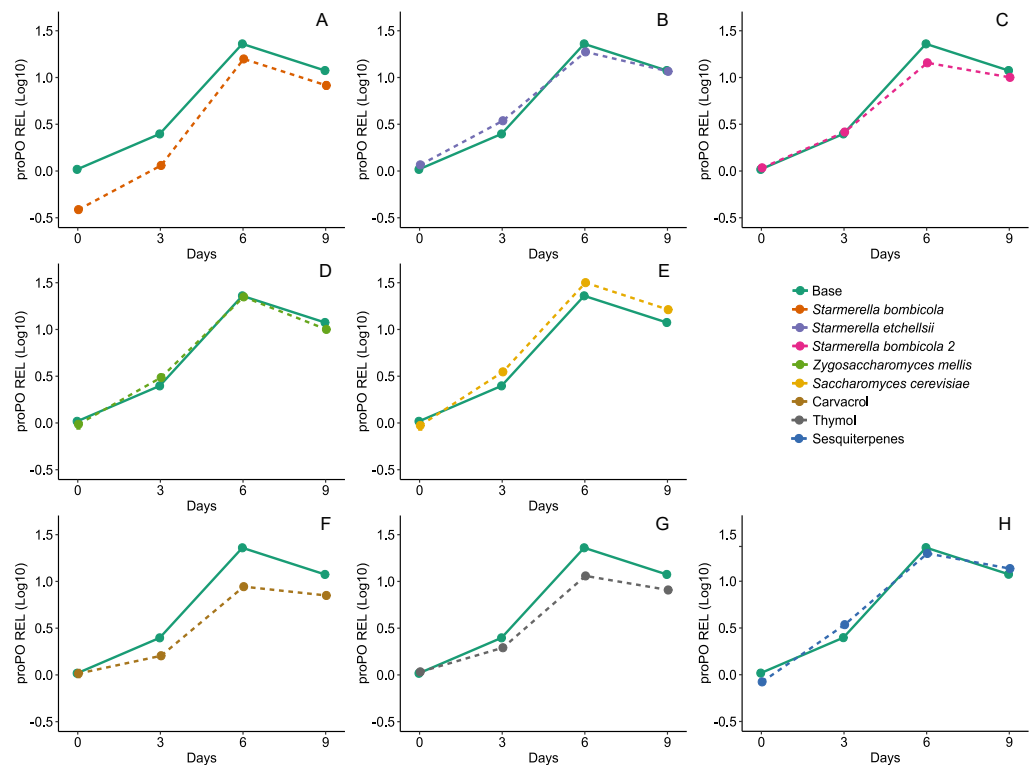 A
proPO REL (Log10)
1.5
1.0
0.5
0.0
-0.5
0 3 6 9
Days
B
proPO REL (Log10)
1.5
1.0
0.5
0.0
-0.5
0 3 6 9
Days
C
proPO REL (Log10)
1.5
1.0
0.5
0.0
-0.5
0 3 6 9
Days
D
proPO REL (Log10)
1.5
1.0
0.5
0.0
-0.5
0 3 6 9
Days
E
proPO REL (Log10)
1.5
1.0
0.5
0.0
-0.5
0 3 6 9
Days
Base
Starmerella bombicola
Starmerella etchellsii
Starmerella bombicola 2
Zygosaccharomyces mellis
Saccharomyces cerevisiae
Carvacrol
Thymol
Sesquiterpenes
F
proPO REL (Log10)
1.5
1.0
0.5
0.0
-0.5
0 3 6 9
Days
G
proPO REL (Log10)
1.5
1.0
0.5
0.0
-0.5
0 3 6 9
Days
H
proPO REL (Log10)
1.5
1.0
0.5
0.0
-0.5
0 3 6 9
Days